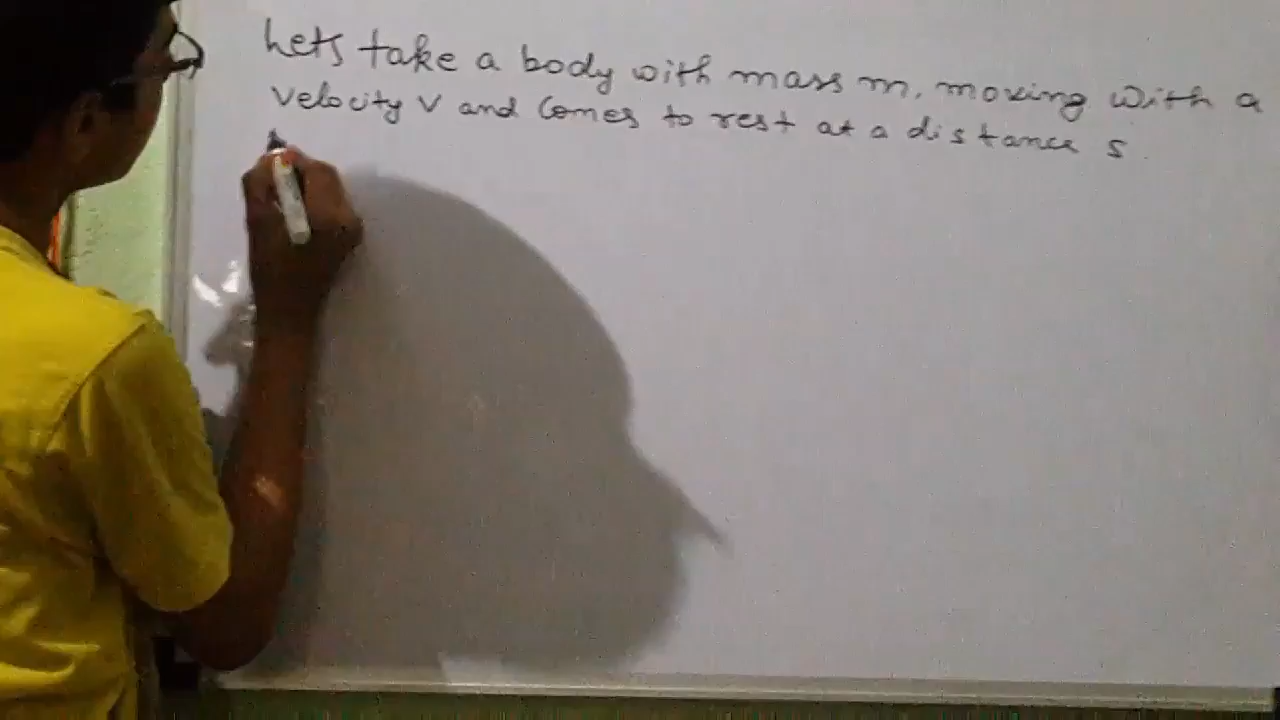 Lets take a body with mass m, moving with a
velocity v and comes to rest at a distance s